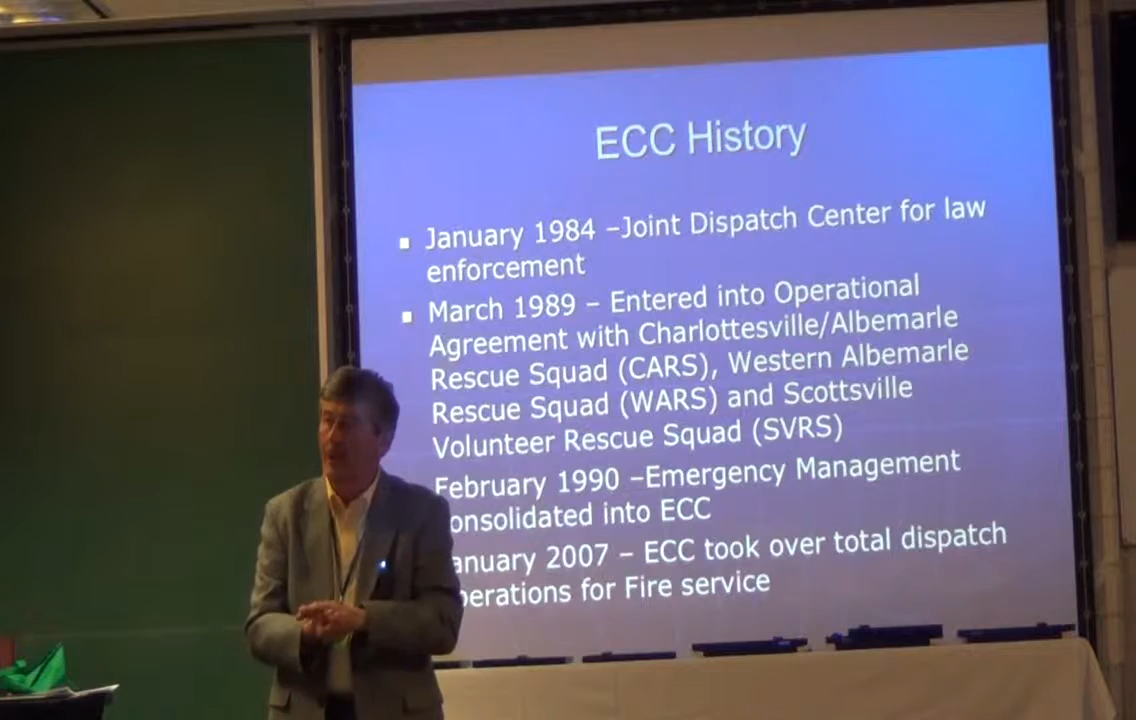 ECC History
January 1984 –Joint Dispatch Center for law
enforcement
March 1989 – Entered into Operational
Agreement with Charlottesville/Albemarle
Rescue Squad (CARS), Western Albemarle
Rescue Squad (WARS) and Scottsville
Volunteer Rescue Squad (SVRS)
February 1990 –Emergency Management
onsolidated into ECC
anuary 2007 – ECC took over total dispatch
perations for Fire service